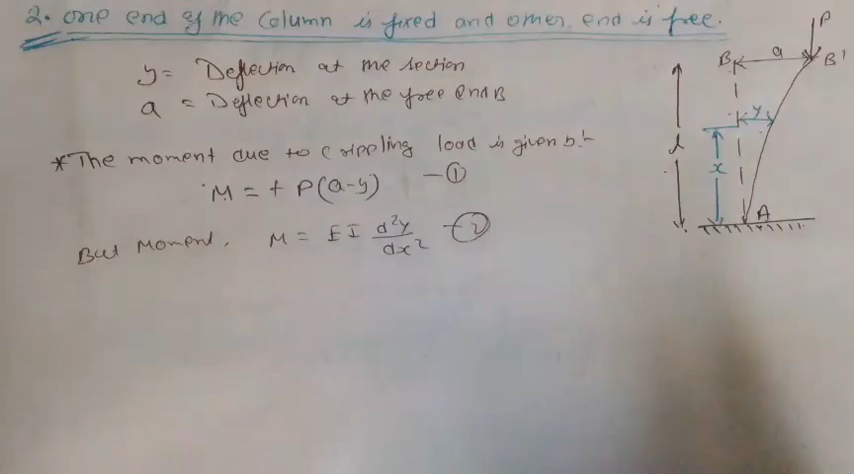 2. one end of the column is fixed and other end is free.
y = Deflection at the section
a = Deflection at the free end B
* The moment due to crippling load is given by:-
M = + P(a-y) —①
But Moment, M = EI d²y/dx² —②
P
B a B'
y
l
x
A